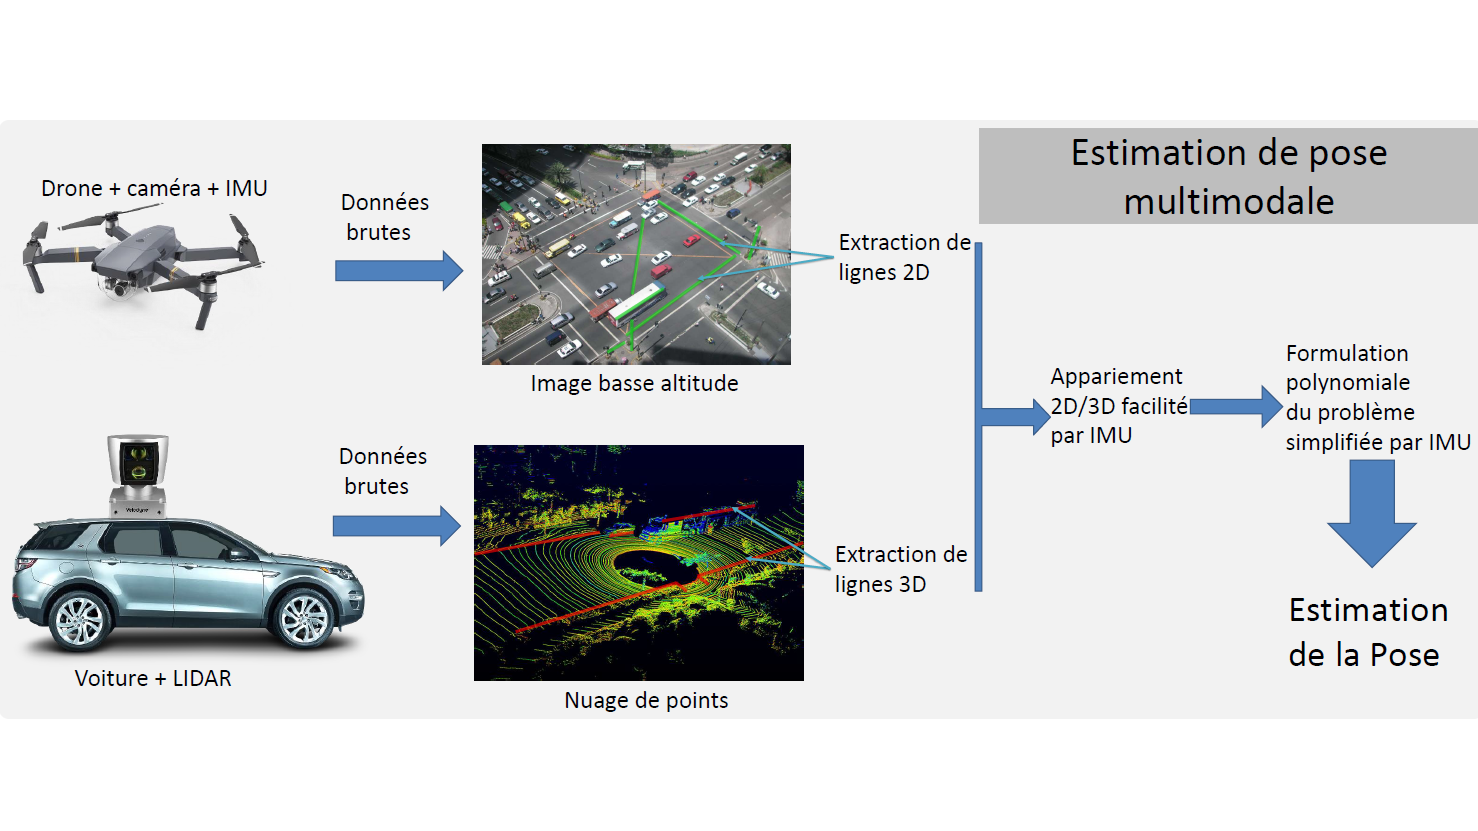 Estimation de pose
multimodale
Drone + caméra + IMU
Données
brutes
Extraction de
lignes 2D
Image basse altitude
Appariement
2D/3D facilité
par IMU
Formulation
polynomiale
du problème
simplifiée par IMU
Données
brutes
Velodyne
Extraction de
lignes 3D
Estimation
de la Pose
Voiture + LIDAR
Nuage de points